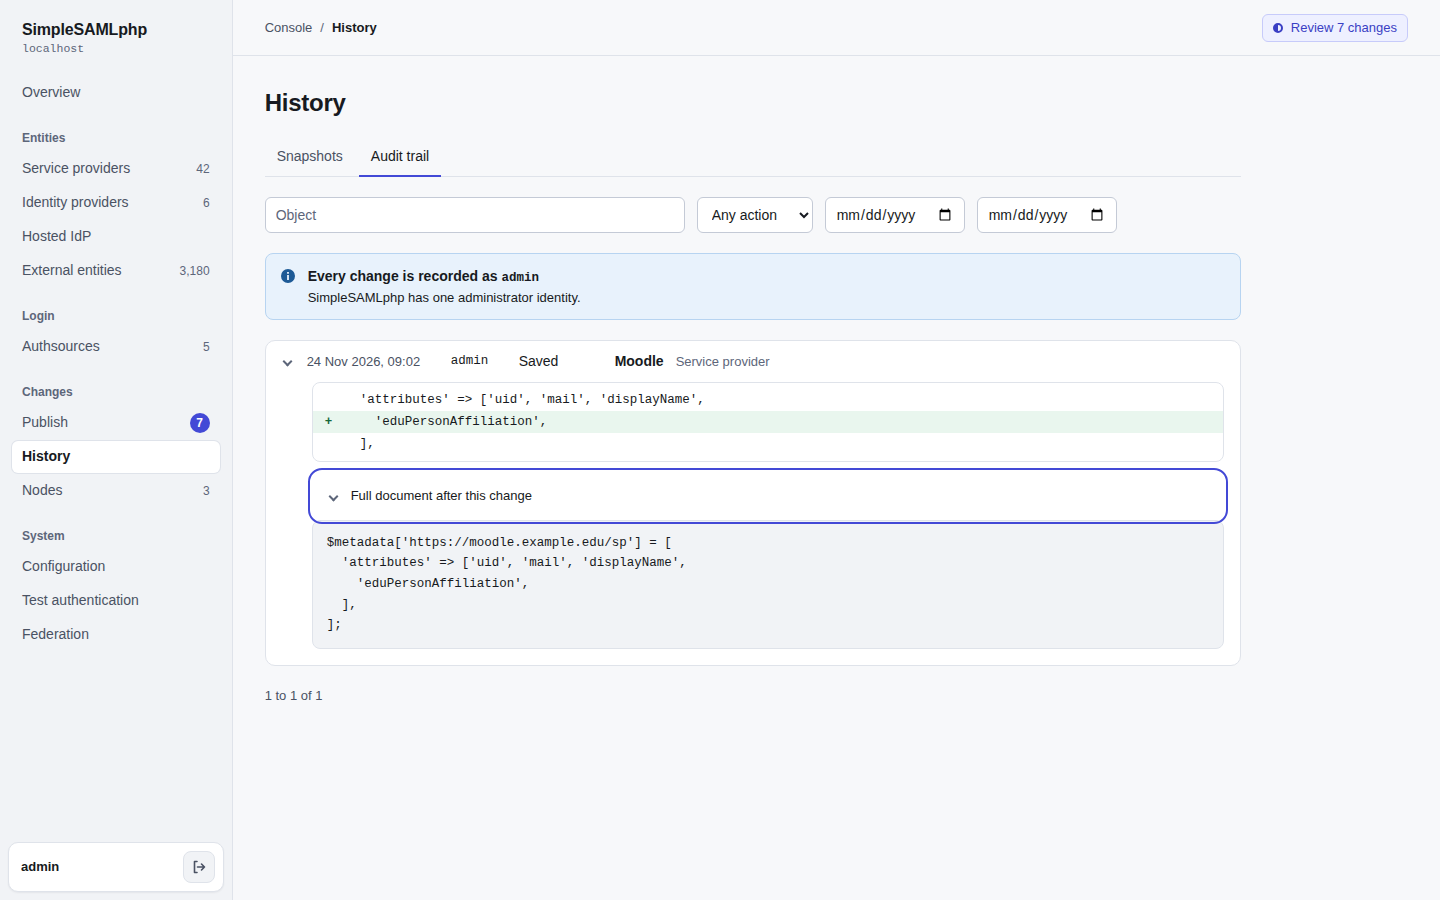 SimpleSAMLphp
localhost
Overview
Entities
Service providers 42
Identity providers 6
Hosted IdP
External entities 3,180
Login
Authsources 5
Changes
Publish 7
History
Nodes 3
System
Configuration
Test authentication
Federation
admin
Console / History
Review 7 changes
History
Snapshots Audit trail
Object Any action mm/dd/yyyy mm/dd/yyyy
Every change is recorded as admin
SimpleSAMLphp has one administrator identity.
24 Nov 2026, 09:02 admin Saved Moodle Service provider
'attributes' => ['uid', 'mail', 'displayName',
+ 'eduPersonAffiliation',
],
Full document after this change
$metadata['https://moodle.example.edu/sp'] = [
'attributes' => ['uid', 'mail', 'displayName',
'eduPersonAffiliation',
],
];
1 to 1 of 1